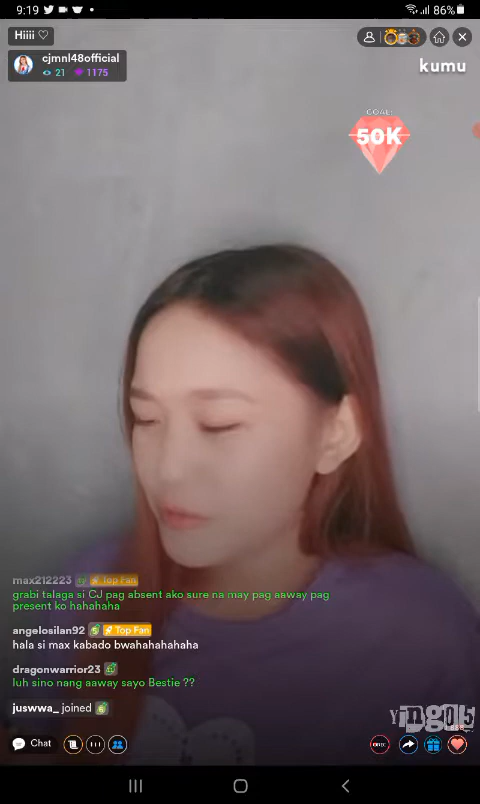 9:19
86%
Hiiii ♡
cjmnl48official
21 1175
kumu
GOAL:
50K
max212223 Top Fan
grabi talaga si CJ pag absent ako sure na may pag aaway pag
present ko hahahaha
angelosilan92 Top Fan
hala si max kabado bwahahahahaha
dragonwarrior23
luh sino nang aaway sayo Bestie ??
juswwa_ joined
Chat